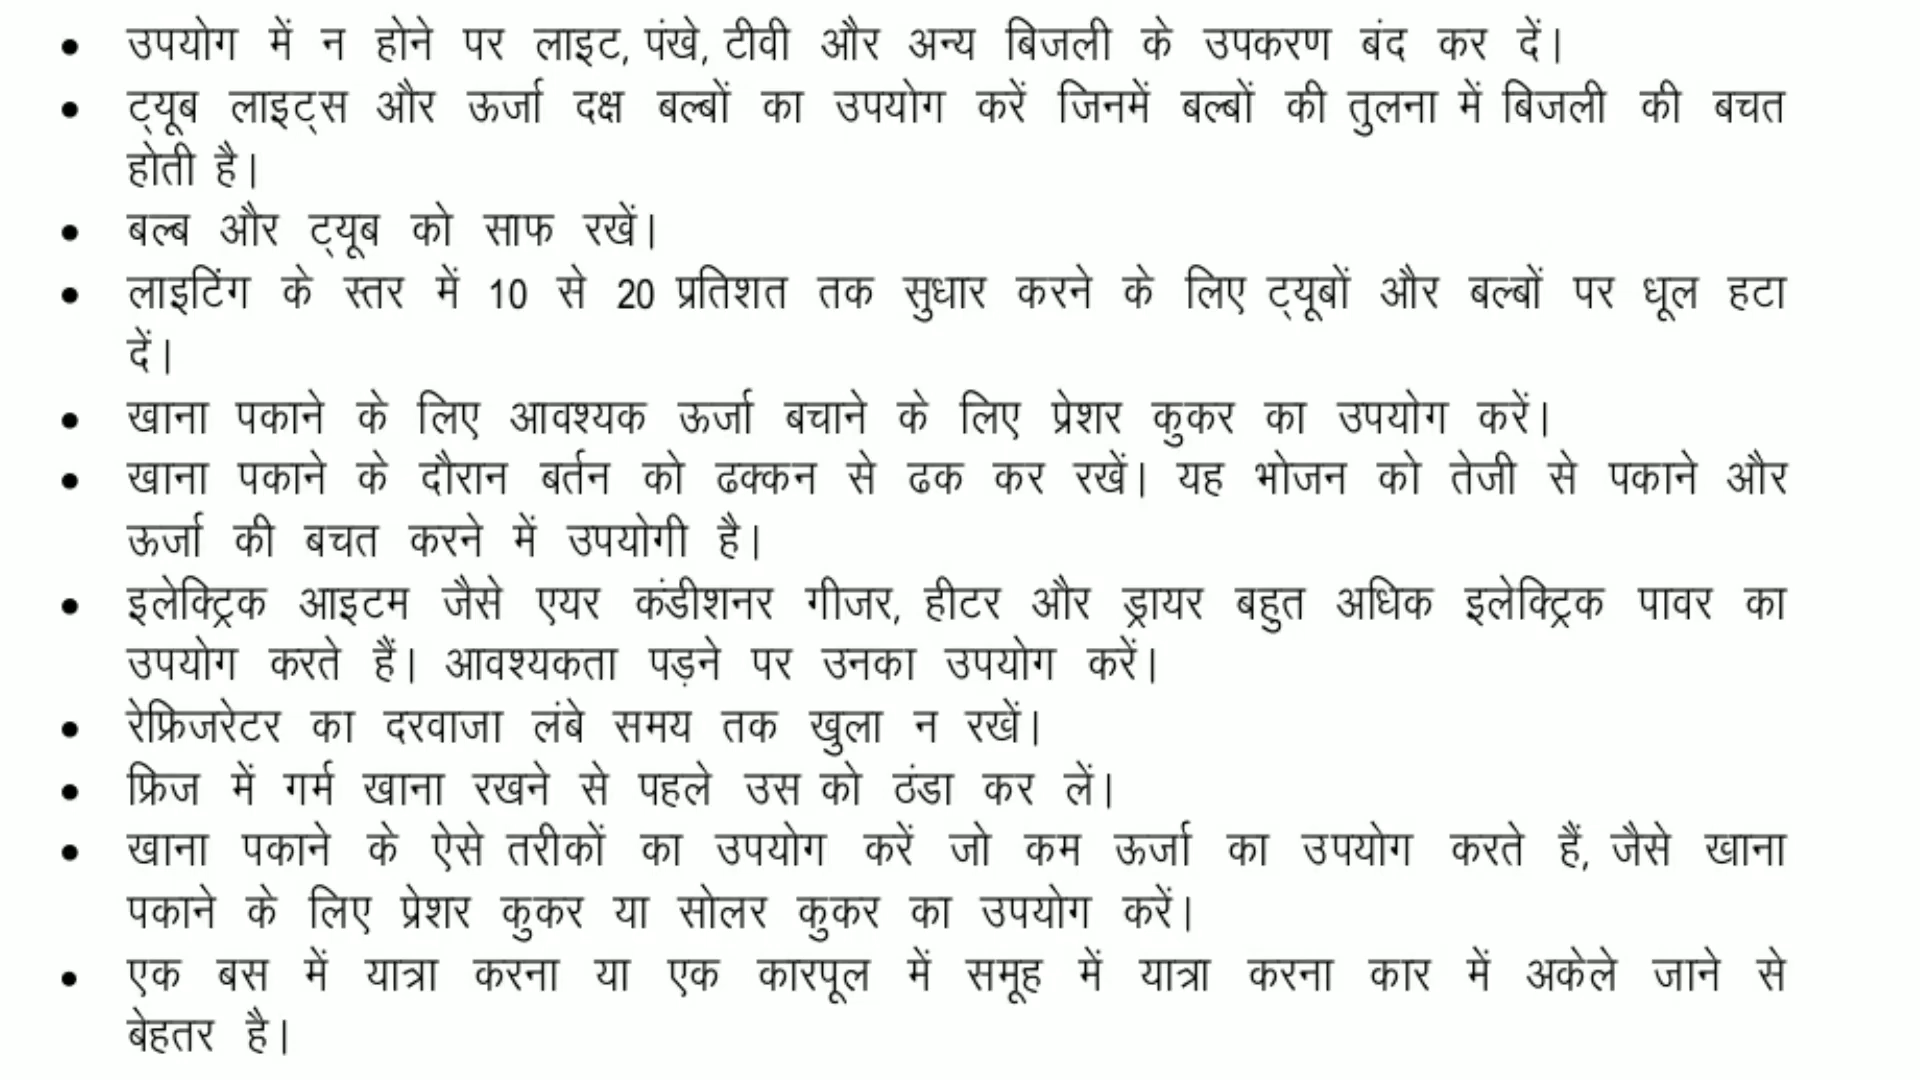 • उपयोग में न होने पर लाइट, पंखे, टीवी और अन्य बिजली के उपकरण बंद कर दें।
• ट्यूब लाइट्स और ऊर्जा दक्ष बल्बों का उपयोग करें जिनमें बल्बों की तुलना में बिजली की बचत
होती है।
• बल्ब और ट्यूब को साफ रखें।
• लाइटिंग के स्तर में 10 से 20 प्रतिशत तक सुधार करने के लिए ट्यूबों और बल्बों पर धूल हटा
दें।
• खाना पकाने के लिए आवश्यक ऊर्जा बचाने के लिए प्रेशर कुकर का उपयोग करें।
• खाना पकाने के दौरान बर्तन को ढक्कन से ढक कर रखें। यह भोजन को तेजी से पकाने और
ऊर्जा की बचत करने में उपयोगी है।
• इलेक्ट्रिक आइटम जैसे एयर कंडीशनर गीजर, हीटर और ड्रायर बहुत अधिक इलेक्ट्रिक पावर का
उपयोग करते हैं। आवश्यकता पड़ने पर उनका उपयोग करें।
• रेफ्रिजरेटर का दरवाजा लंबे समय तक खुला न रखें।
• फ्रिज में गर्म खाना रखने से पहले उस को ठंडा कर लें।
• खाना पकाने के ऐसे तरीकों का उपयोग करें जो कम ऊर्जा का उपयोग करते हैं, जैसे खाना
पकाने के लिए प्रेशर कुकर या सोलर कुकर का उपयोग करें।
• एक बस में यात्रा करना या एक कारपूल में समूह में यात्रा करना कार में अकेले जाने से
बेहतर है।